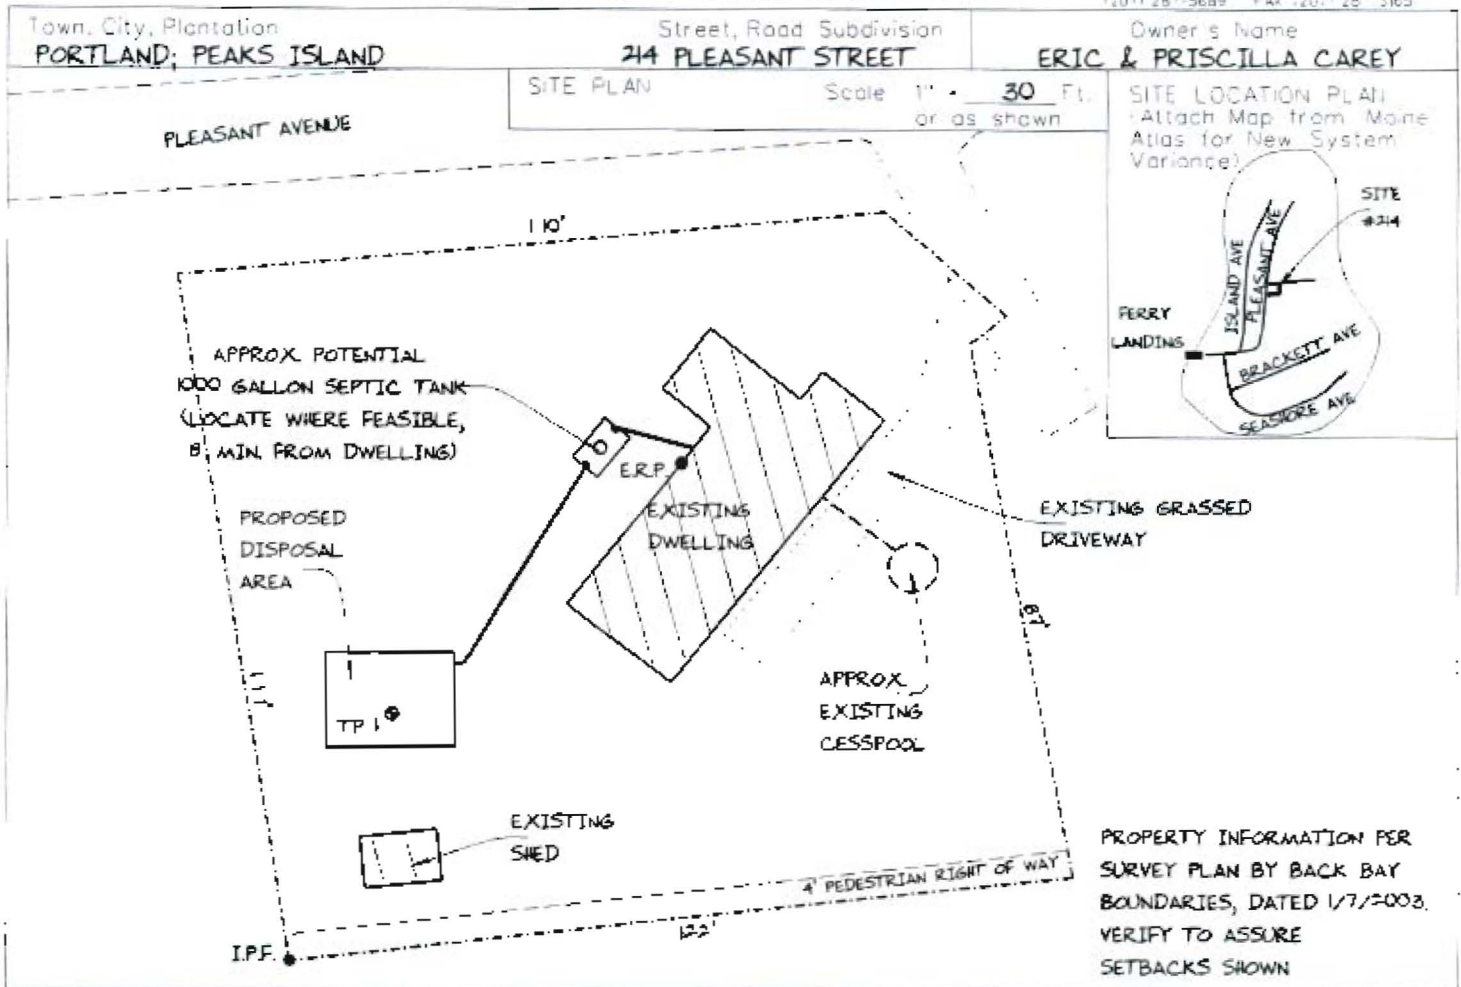 Town, City, Plantation
PORTLAND; PEAKS ISLAND
Street, Road Subdivision
214 PLEASANT STREET
Owner's Name
ERIC & PRISCILLA CAREY
SITE PLAN
Scale 1" = 30 Ft.
or as shown
SITE LOCATION PLAN
(Attach Map from Maine
Atlas for New System
Variance)
SITE
#214
ISLAND AVE
PLEASANT AVE
FERRY
LANDING
BRACKETT AVE
SEASHORE AVE
PLEASANT AVENUE
110'
APPROX. POTENTIAL
1000 GALLON SEPTIC TANK
(LOCATE WHERE FEASIBLE,
8' MIN. FROM DWELLING)
E.R.P.
EXISTING
DWELLING
EXISTING GRASSED
DRIVEWAY
PROPOSED
DISPOSAL
AREA
87'
111'
TP 1
APPROX.
EXISTING
CESSPOOL
EXISTING
SHED
4' PEDESTRIAN RIGHT OF WAY
122'
I.P.F.
PROPERTY INFORMATION PER
SURVEY PLAN BY BACK BAY
BOUNDARIES, DATED 1/7/2003.
VERIFY TO ASSURE
SETBACKS SHOWN